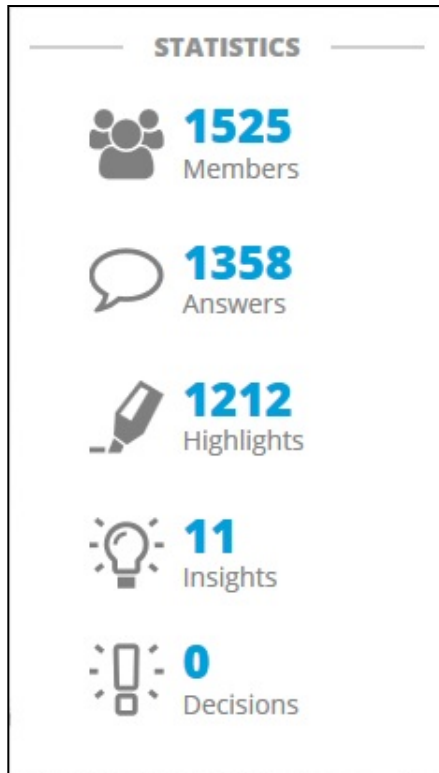 STATISTICS
1525
Members
1358
Answers
1212
Highlights
11
Insights
0
Decisions